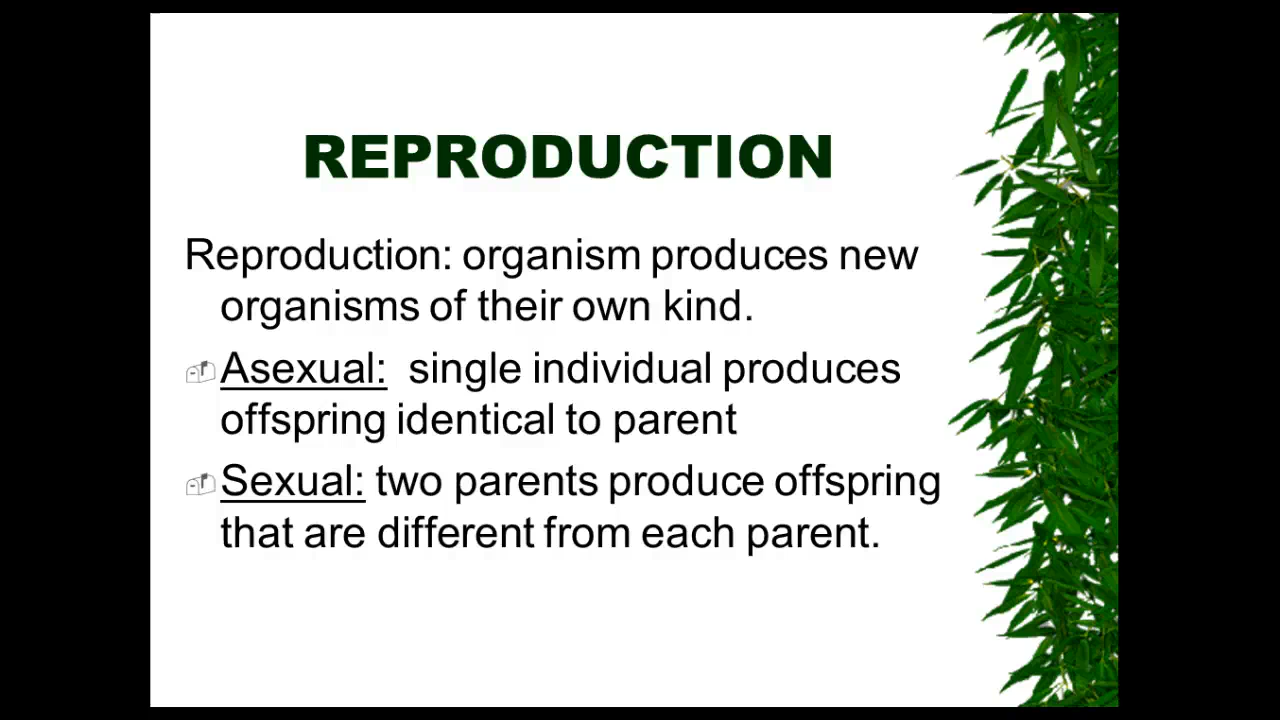 REPRODUCTION
Reproduction: organism produces new
organisms of their own kind.
Asexual:  single individual produces
offspring identical to parent
Sexual: two parents produce offspring
that are different from each parent.